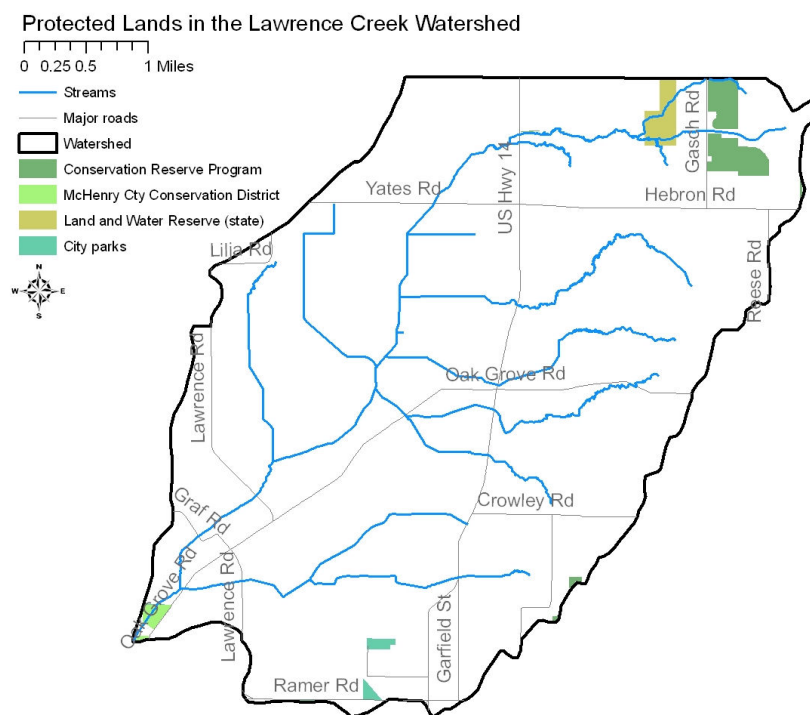 Protected Lands in the Lawrence Creek Watershed
0 0.25 0.5 1 Miles
Streams
Major roads
Watershed
Conservation Reserve Program
McHenry Cty Conservation District
Land and Water Reserve (state)
City parks
N
W E
S
Gasch Rd
US Hwy 14
Yates Rd
Hebron Rd
Lilja Rd
Reese Rd
Lawrence Rd
Oak Grove Rd
Crowley Rd
Graf Rd
Oak Grove Rd
Lawrence Rd
Garfield St
Ramer Rd